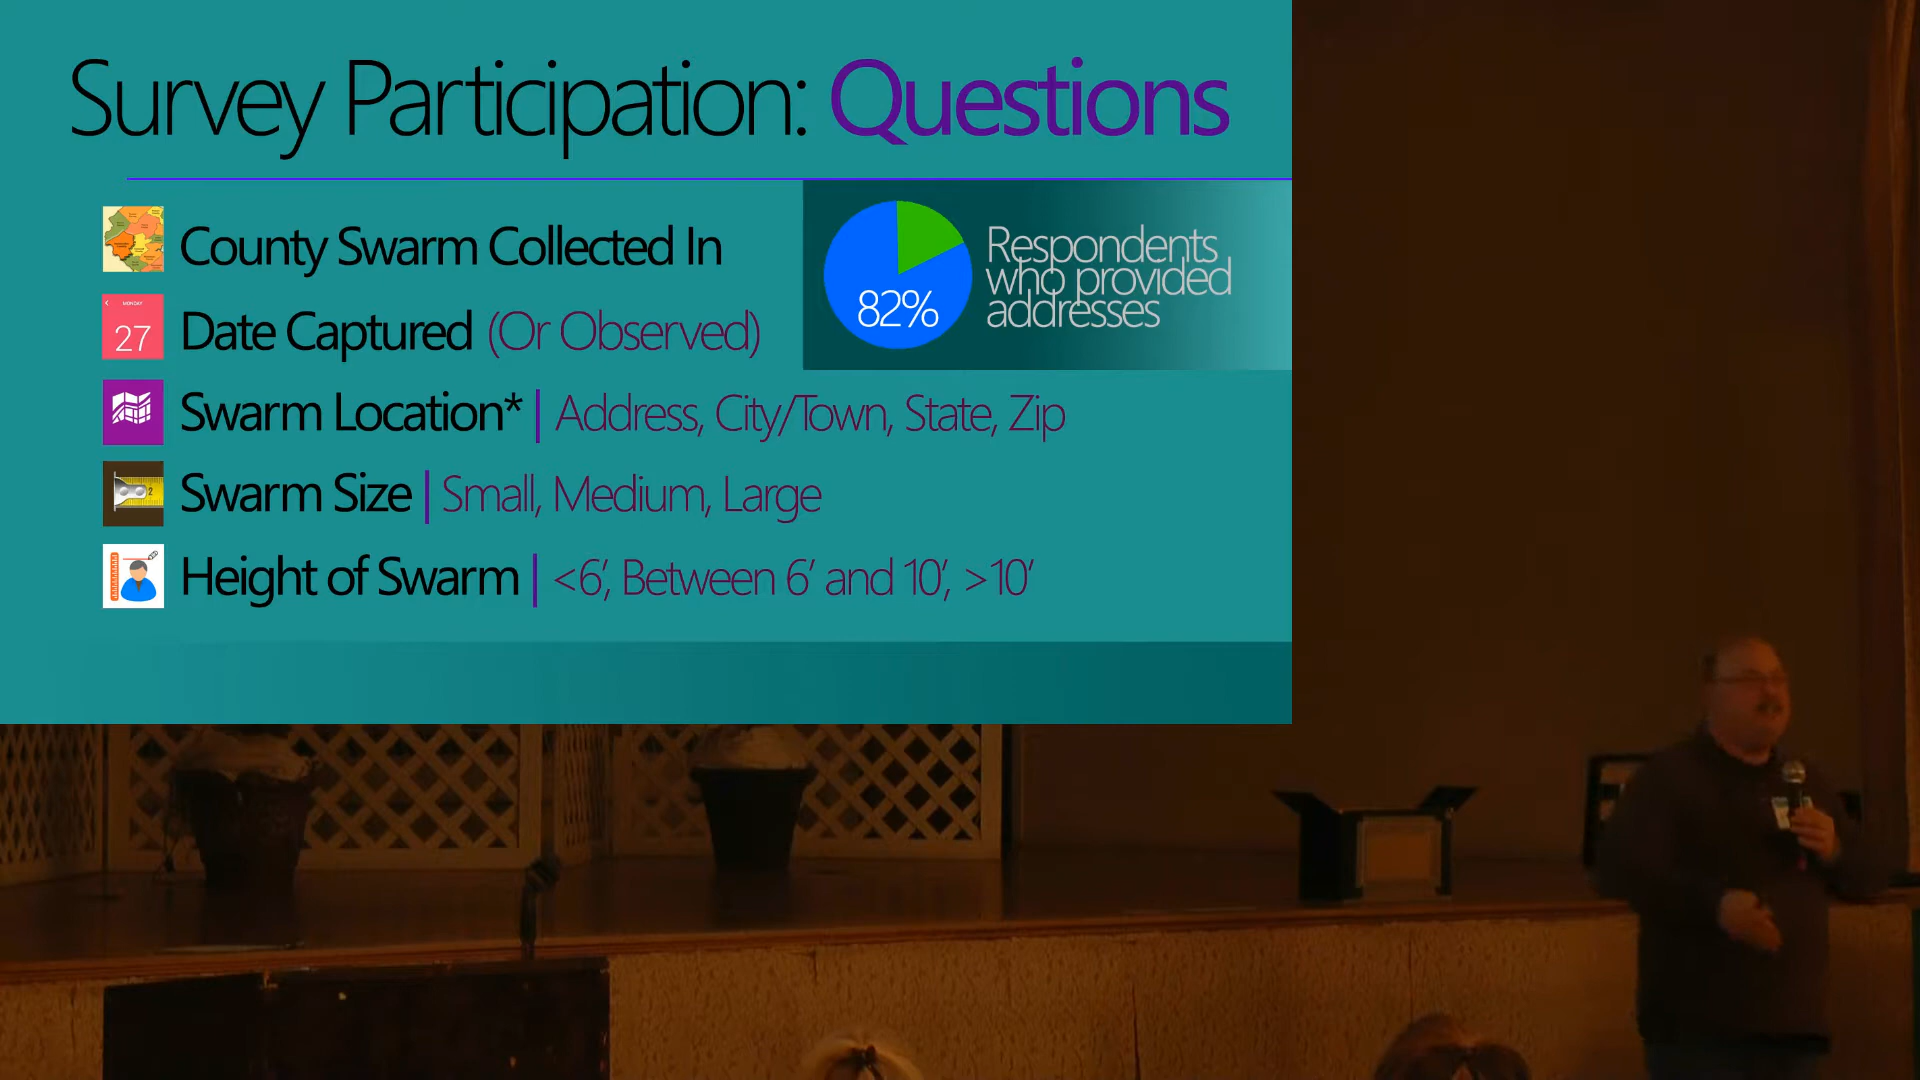 Survey Participation: Questions
County Swarm Collected In
82%
Respondents
who provided
addresses
MONDAY
27
Date Captured (Or Observed)
Swarm Location* | Address, City/Town, State, Zip
2
Swarm Size | Small, Medium, Large
Height of Swarm | <6’, Between 6’ and 10’, >10’